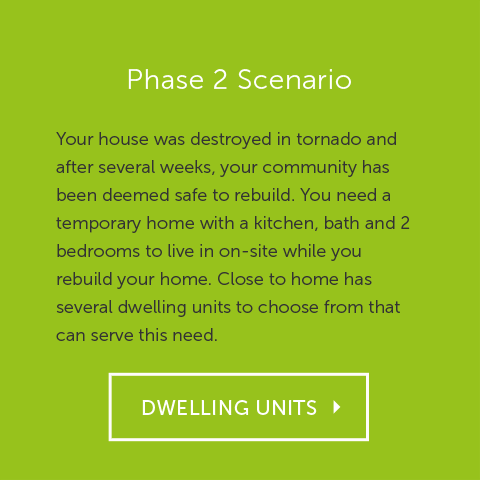 Phase 2 Scenario
Your house was destroyed in tornado and
after several weeks, your community has
been deemed safe to rebuild. You need a
temporary home with a kitchen, bath and 2
bedrooms to live in on-site while you
rebuild your home. Close to home has
several dwelling units to choose from that
can serve this need.
DWELLING UNITS